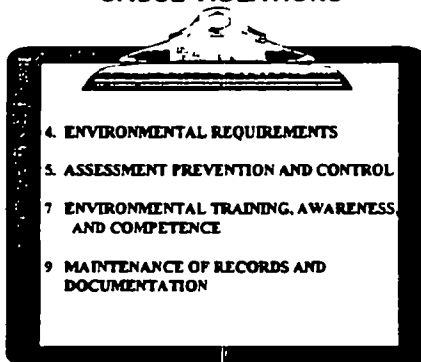 4. ENVIRONMENTAL REQUIREMENTS
5. ASSESSMENT PREVENTION AND CONTROL
7 ENVIRONMENTAL TRAINING, AWARENESS,
AND COMPETENCE
9 MAINTENANCE OF RECORDS AND
DOCUMENTATION